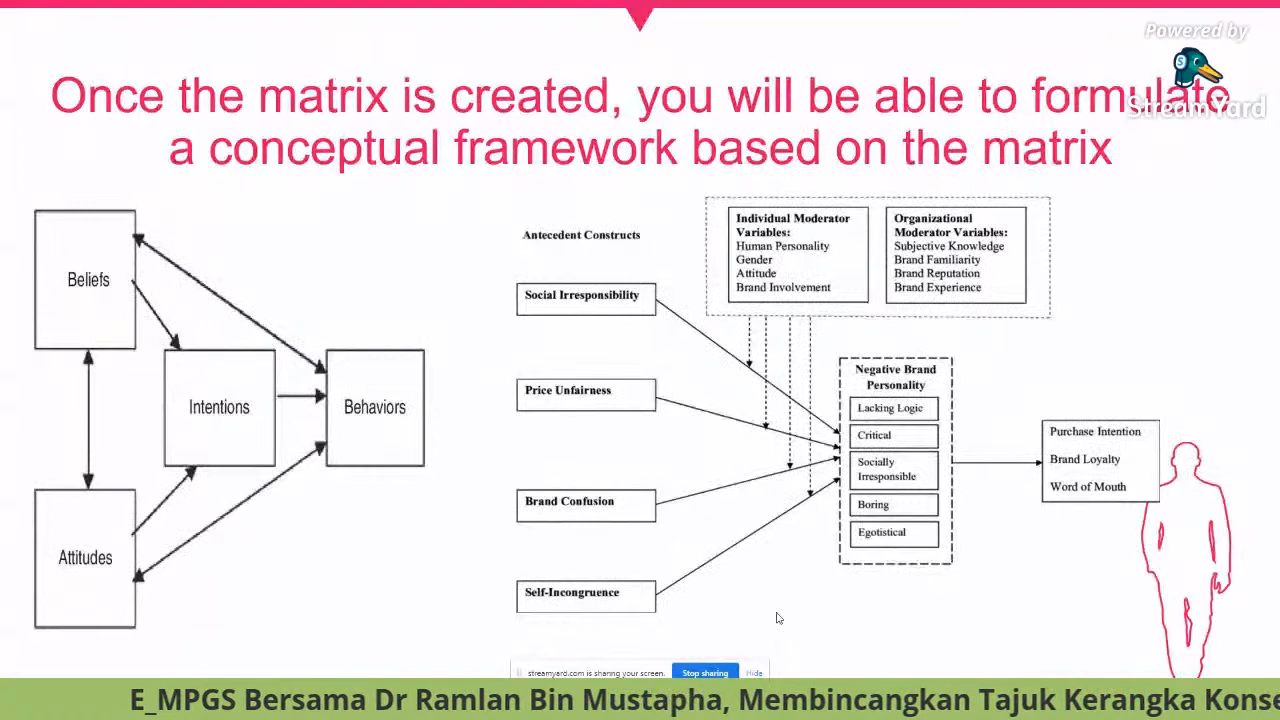 Powered by
StreamYard
Once the matrix is created, you will be able to formulate
a conceptual framework based on the matrix
Beliefs
Intentions
Behaviors
Attitudes
Antecedent Constructs
Social Irresponsibility
Price Unfairness
Brand Confusion
Self-Incongruence
Individual Moderator
Variables:
Human Personality
Gender
Attitude
Brand Involvement
Organizational
Moderator Variables:
Subjective Knowledge
Brand Familiarity
Brand Reputation
Brand Experience
Negative Brand
Personality
Lacking Logic
Critical
Socially
Irresponsible
Boring
Egotistical
Purchase Intention
Brand Loyalty
Word of Mouth
streamyard.com is sharing your screen.
Stop sharing
Hide
E_MPGS Bersama Dr Ramlan Bin Mustapha, Membincangkan Tajuk Kerangka Konse